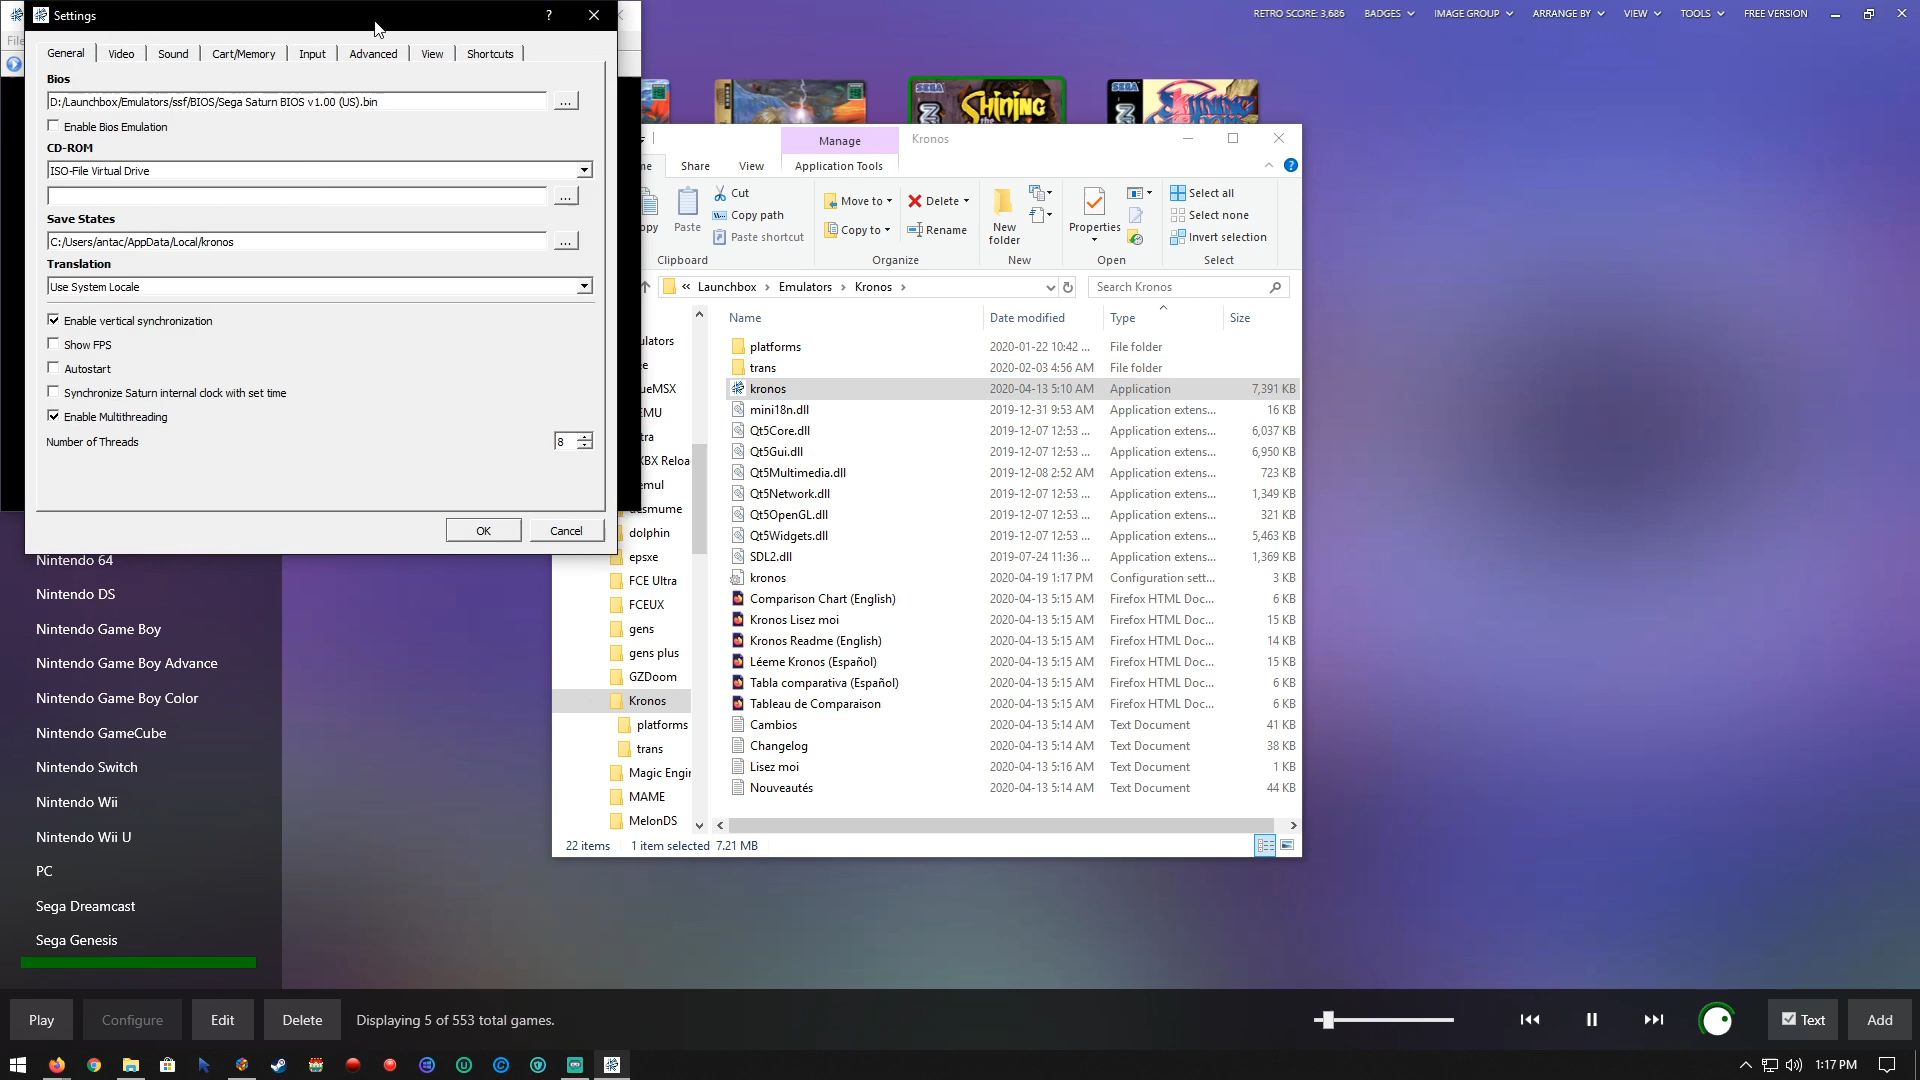 Settings
?
General
Video
Sound
Cart/Memory
Input
Advanced
View
Shortcuts
Bios
D:/Launchbox/Emulators/ssf/BIOS/Sega Saturn BIOS v1.00 (US).bin
...
Enable Bios Emulation
CD-ROM
ISO-File Virtual Drive
...
Save States
C:/Users/antac/AppData/Local/kronos
...
Translation
Use System Locale
Enable vertical synchronization
Show FPS
Autostart
Synchronize Saturn internal clock with set time
Enable Multithreading
Number of Threads
8
OK
Cancel
RETRO SCORE: 3,686
BADGES
IMAGE GROUP
ARRANGE BY
VIEW
TOOLS
FREE VERSION
SEGA
SHINING
SEGA
Manage
Kronos
Share
View
Application Tools
Paste
Cut
Copy path
Paste shortcut
Clipboard
Move to
Copy to
Delete
Rename
Organize
New folder
New
Properties
Open
Select all
Select none
Invert selection
Select
« Launchbox > Emulators > Kronos >
Search Kronos
Name Date modified Type Size
platforms 2020-01-22 10:42 ... File folder
trans 2020-02-03 4:56 AM File folder
kronos 2020-04-13 5:10 AM Application 7,391 KB
mini18n.dll 2019-12-31 9:53 AM Application extens... 16 KB
Qt5Core.dll 2019-12-07 12:53 ... Application extens... 6,037 KB
Qt5Gui.dll 2019-12-07 12:53 ... Application extens... 6,950 KB
Qt5Multimedia.dll 2019-12-08 2:52 AM Application extens... 723 KB
Qt5Network.dll 2019-12-07 12:53 ... Application extens... 1,349 KB
Qt5OpenGL.dll 2019-12-07 12:53 ... Application extens... 321 KB
Qt5Widgets.dll 2019-12-07 12:53 ... Application extens... 5,463 KB
SDL2.dll 2019-07-24 11:36 ... Application extens... 1,369 KB
kronos 2020-04-19 1:17 PM Configuration sett... 3 KB
Comparison Chart (English) 2020-04-13 5:15 AM Firefox HTML Doc... 6 KB
Kronos Lisez moi 2020-04-13 5:15 AM Firefox HTML Doc... 15 KB
Kronos Readme (English) 2020-04-13 5:15 AM Firefox HTML Doc... 14 KB
Léeme Kronos (Español) 2020-04-13 5:15 AM Firefox HTML Doc... 15 KB
Tabla comparativa (Español) 2020-04-13 5:15 AM Firefox HTML Doc... 6 KB
Tableau de Comparaison 2020-04-13 5:15 AM Firefox HTML Doc... 6 KB
Cambios 2020-04-13 5:14 AM Text Document 41 KB
Changelog 2020-04-13 5:14 AM Text Document 38 KB
Lisez moi 2020-04-13 5:16 AM Text Document 1 KB
Nouveautés 2020-04-13 5:14 AM Text Document 44 KB
ulators
ueMSX
EMU
XBX Reloa
emul
esmume
dolphin
epsxe
FCE Ultra
FCEUX
gens
gens plus
GZDoom
Kronos
platforms
trans
Magic Engi
MAME
MelonDS
22 items 1 item selected 7.21 MB
Nintendo 64
Nintendo DS
Nintendo Game Boy
Nintendo Game Boy Advance
Nintendo Game Boy Color
Nintendo GameCube
Nintendo Switch
Nintendo Wii
Nintendo Wii U
PC
Sega Dreamcast
Sega Genesis
Play
Configure
Edit
Delete
Displaying 5 of 553 total games.
Text
Add
1:17 PM